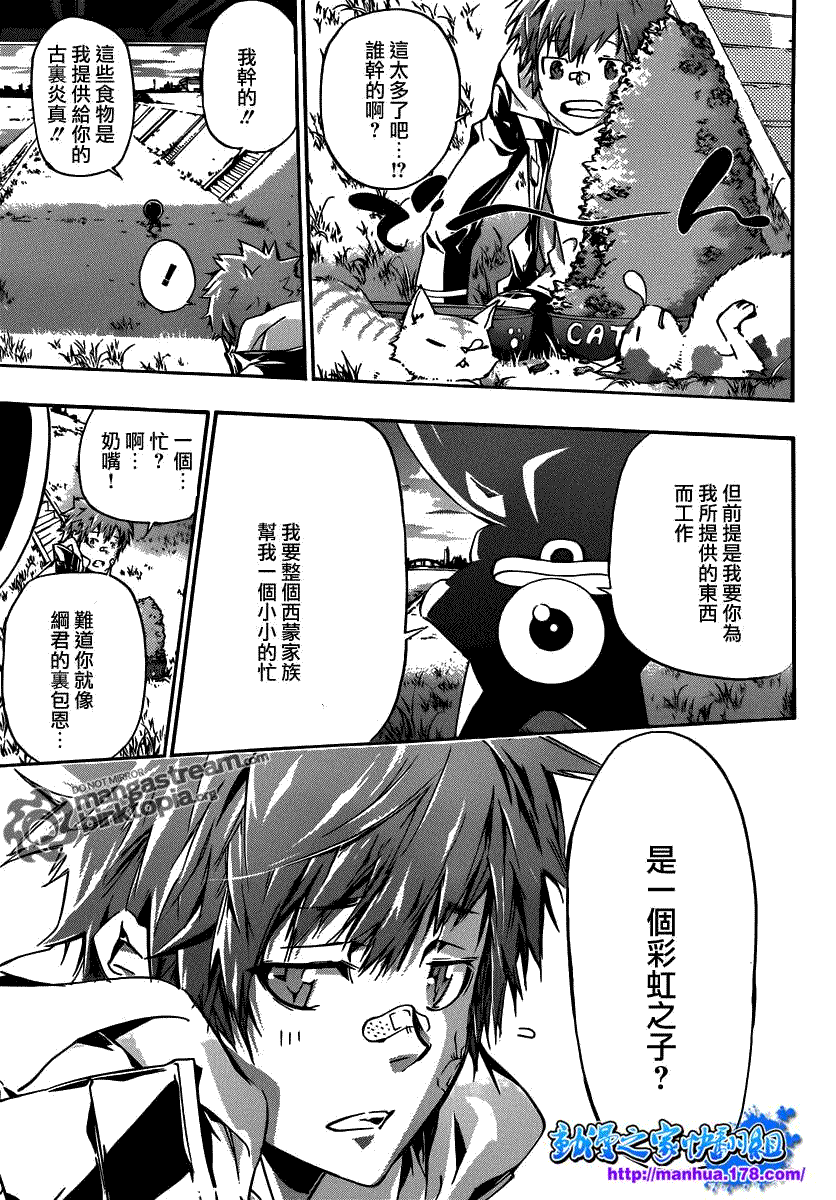 這太多了吧…!?
誰幹的啊?
CAT
我幹的!!
這些食物是
我提供給你的
古裏炎真!!
!
但前提是我要你為
我所提供的東西
而工作
我要整個西蒙家族
幫我一個小小的忙
一個…
忙?
啊…
奶嘴!
難道你就像
綱君的裏包恩…
是一個彩虹之子?
DO NOT MIRROR
mangastream.com
binktopia.org
動漫之家快翻組
http://manhua.178.com/